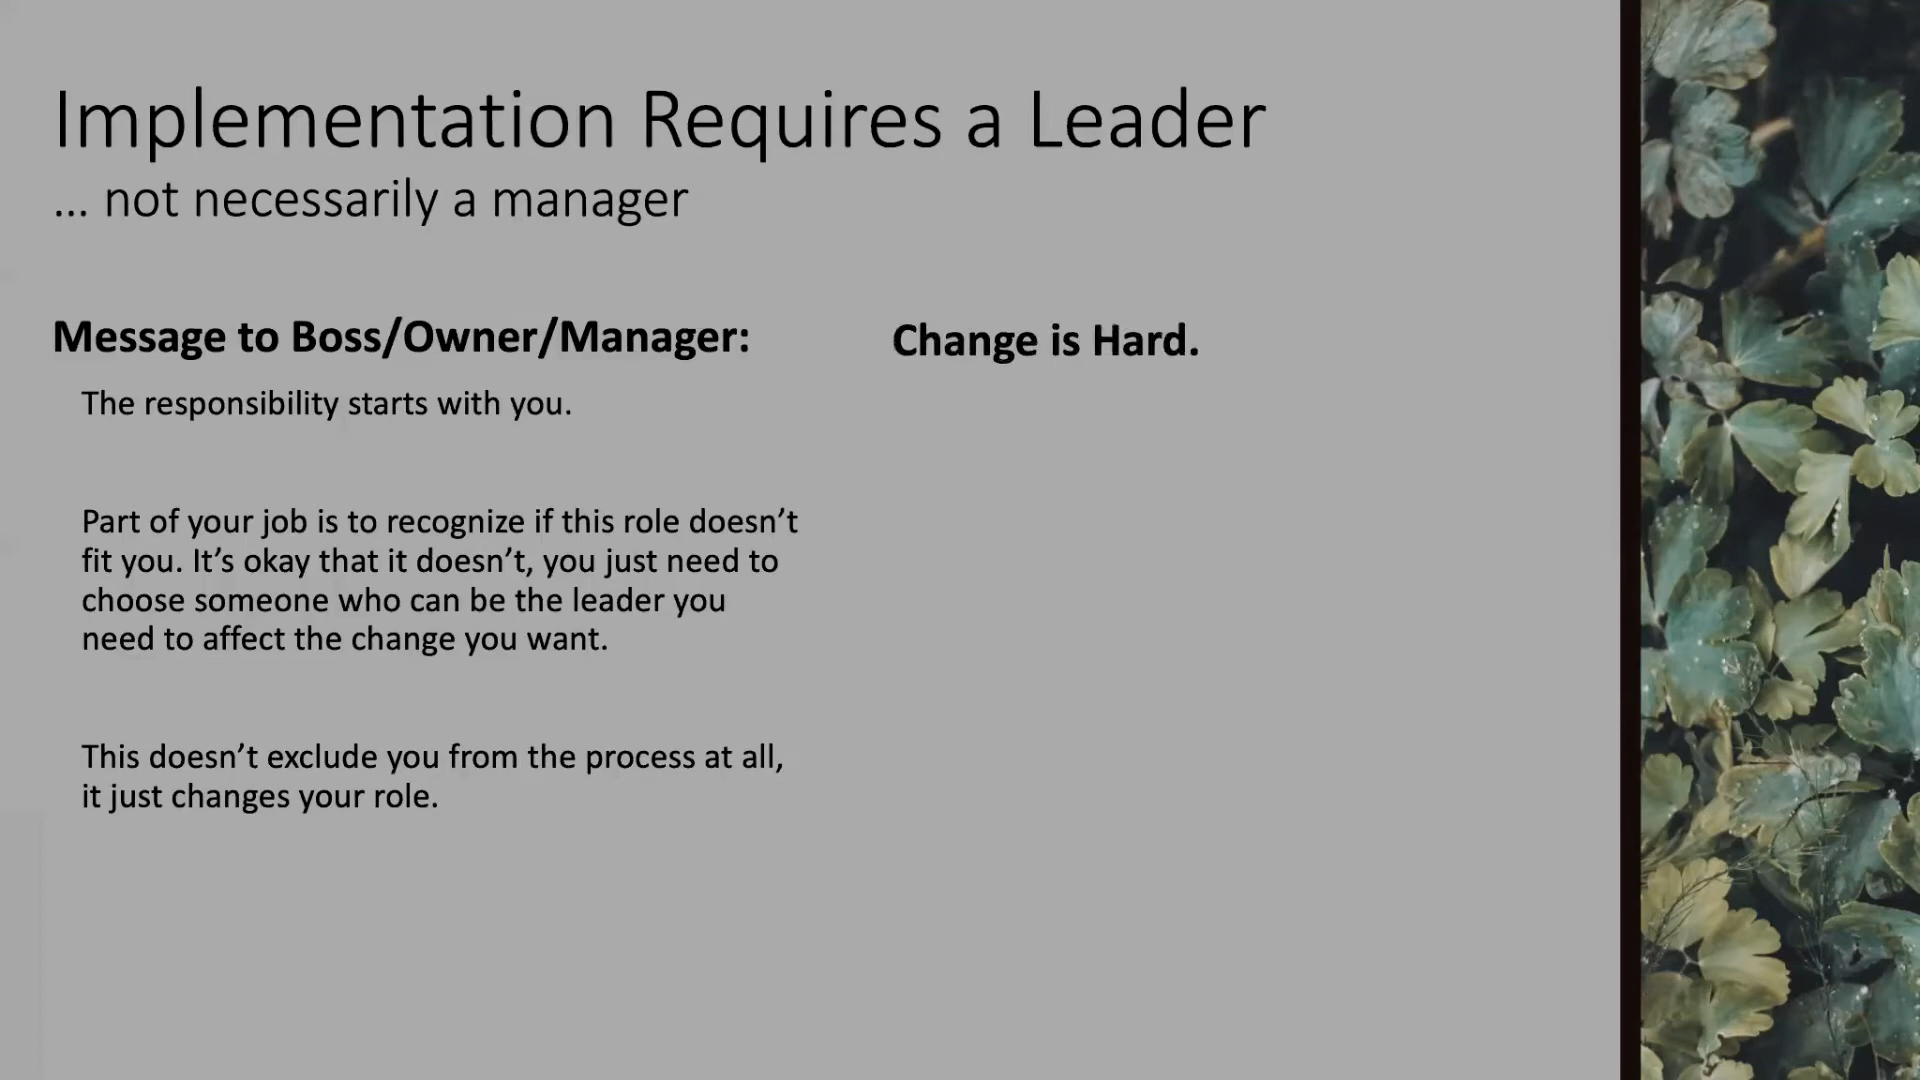 Implementation Requires a Leader
... not necessarily a manager
Message to Boss/Owner/Manager:
The responsibility starts with you.
Part of your job is to recognize if this role doesn’t
fit you. It’s okay that it doesn’t, you just need to
choose someone who can be the leader you
need to affect the change you want.
This doesn’t exclude you from the process at all,
it just changes your role.
Change is Hard.